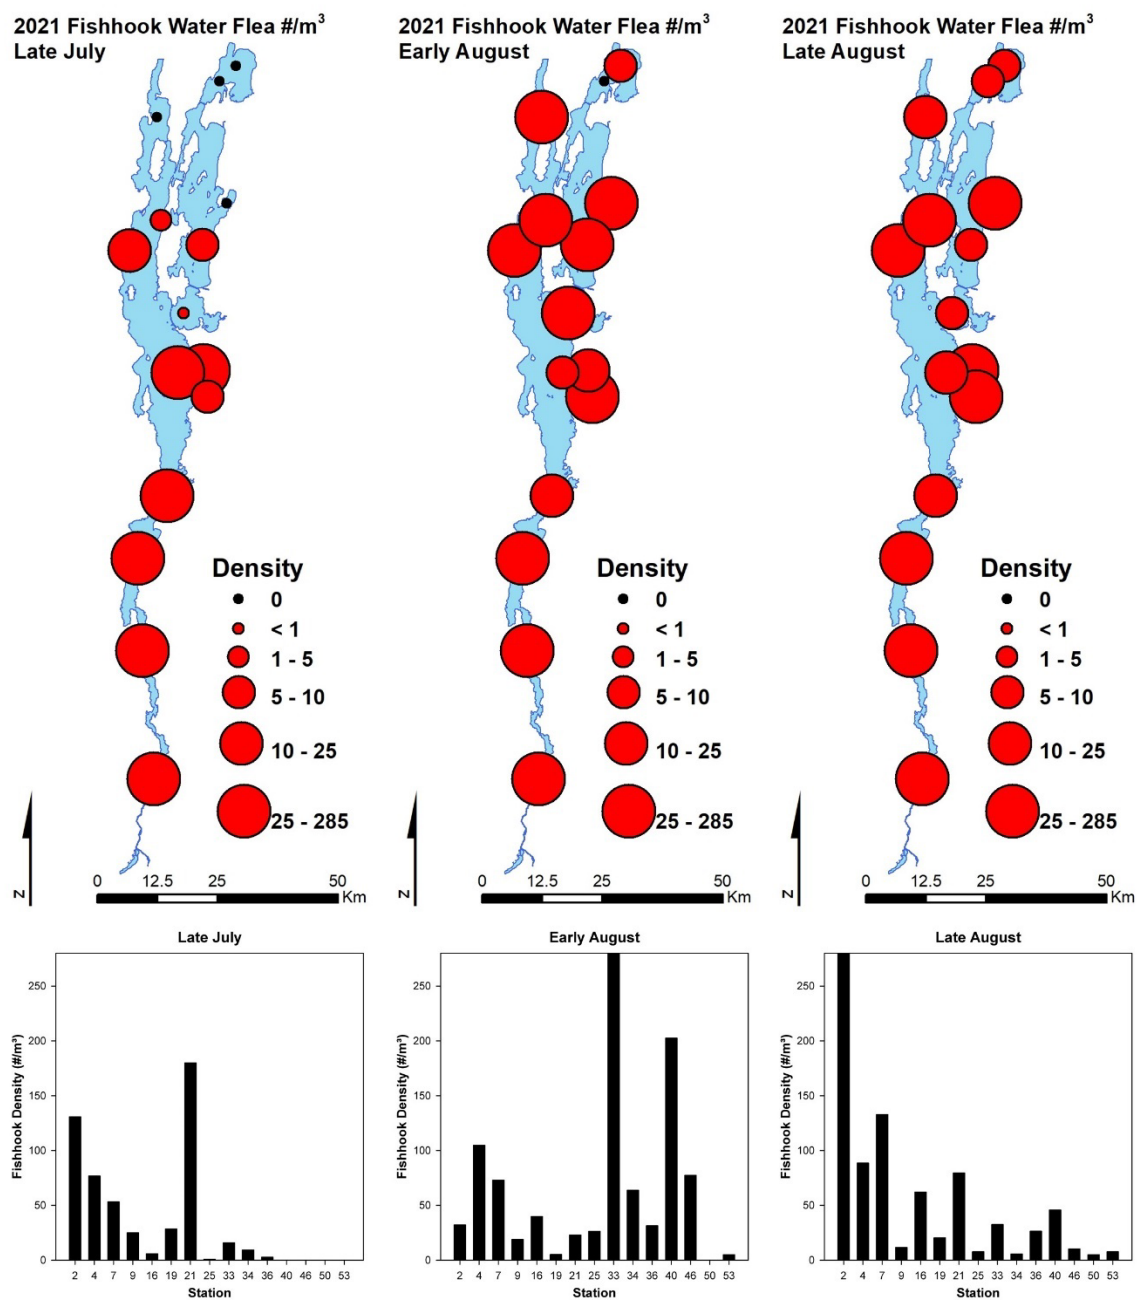 2021 Fishhook Water Flea #/m³
Late July
Density
0
< 1
1 - 5
5 - 10
10 - 25
25 - 285
N
0 12.5 25 50
Km
2021 Fishhook Water Flea #/m³
Early August
Density
0
< 1
1 - 5
5 - 10
10 - 25
25 - 285
N
0 12.5 25 50
Km
2021 Fishhook Water Flea #/m³
Late August
Density
0
< 1
1 - 5
5 - 10
10 - 25
25 - 285
N
0 12.5 25 50
Km
Late July
Fishhook Density (#/m³)
250
200
150
100
50
0
2 4 7 9 16 19 21 25 33 34 36 40 46 50 53
Station
Early August
Fishhook Density (#/m³)
250
200
150
100
50
0
2 4 7 9 16 19 21 25 33 34 36 40 46 50 53
Station
Late August
Fishhook Density (#/m³)
250
200
150
100
50
0
2 4 7 9 16 19 21 25 33 34 36 40 46 50 53
Station